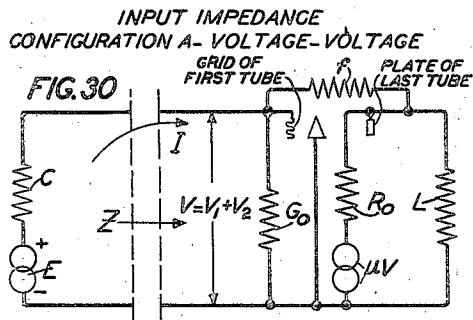 INPUT IMPEDANCE
CONFIGURATION A- VOLTAGE-VOLTAGE
GRID OF
FIRST TUBE
f
PLATE OF
LAST TUBE
FIG. 30
I
C
Z
V=V₁+V₂
G₀
R₀
L
+
E
-
μV